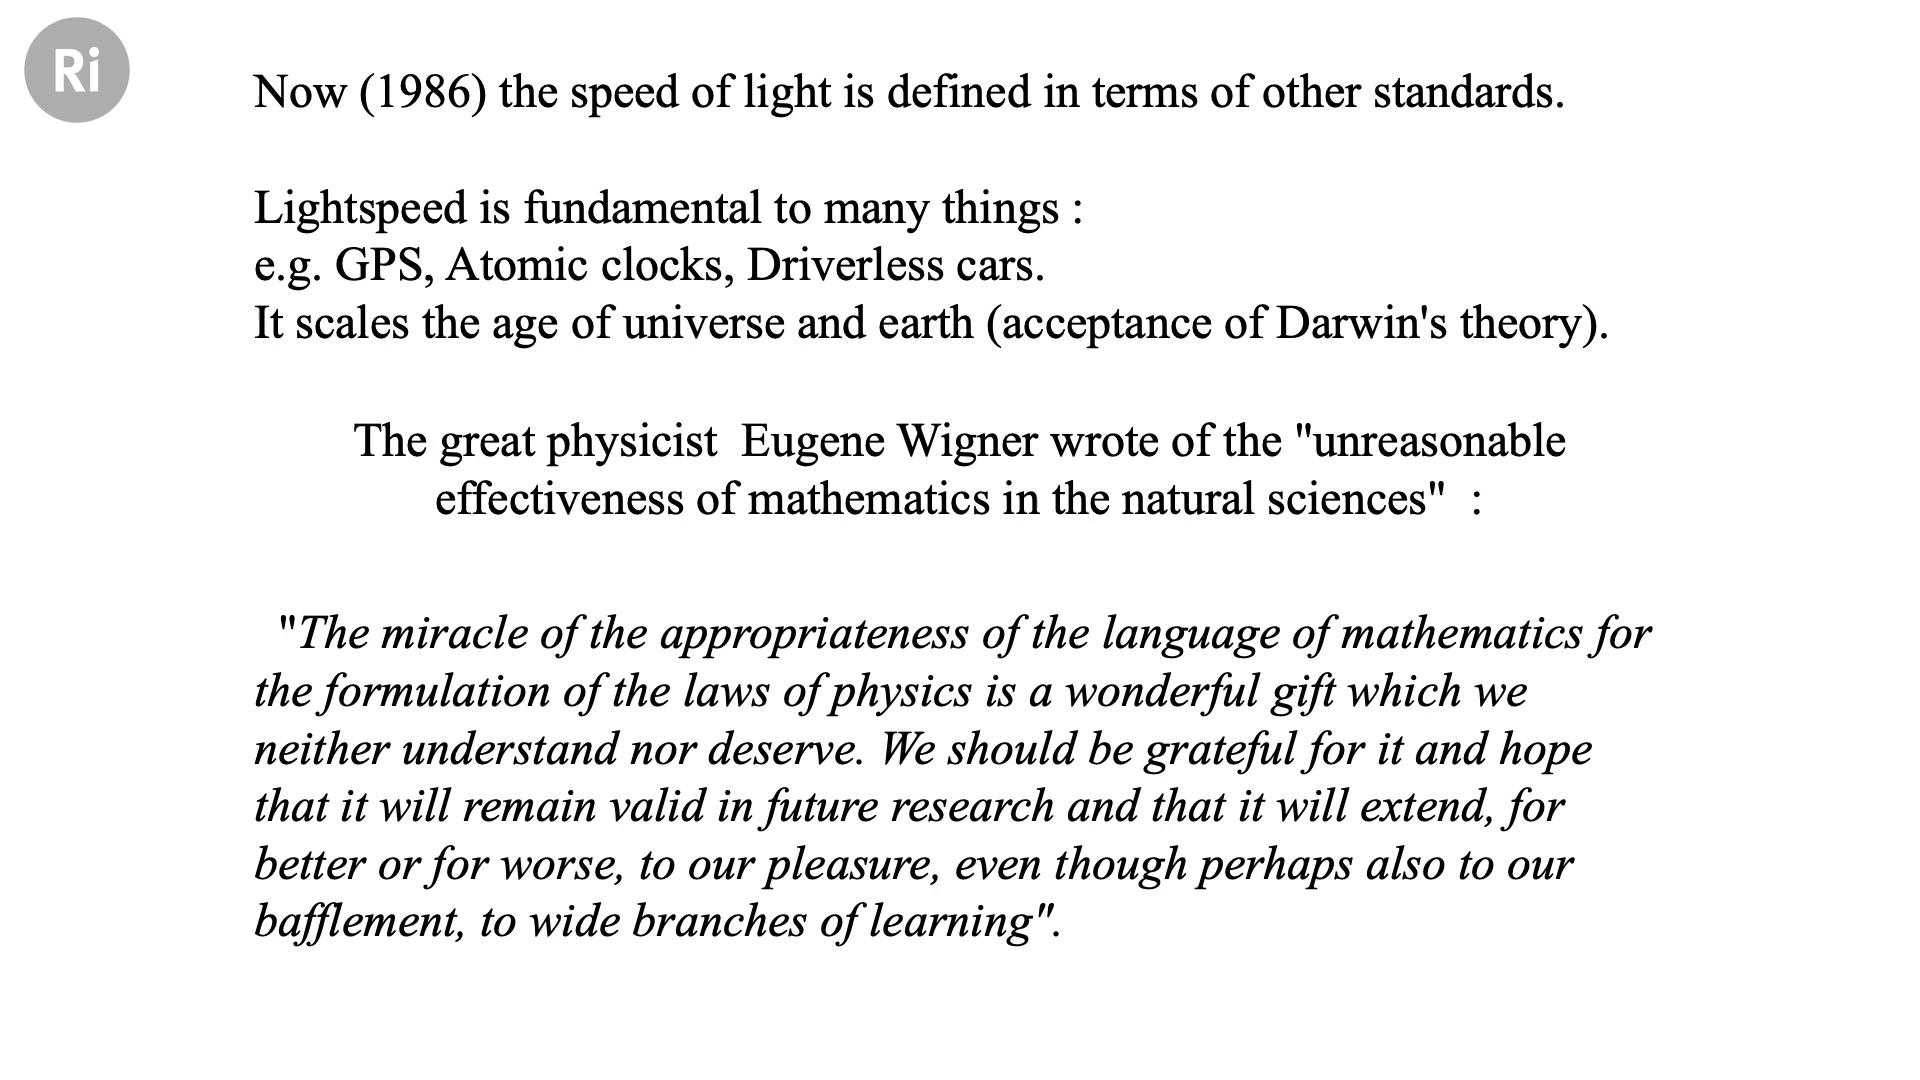 Ri
Now (1986) the speed of light is defined in terms of other standards.
Lightspeed is fundamental to many things :
e.g. GPS, Atomic clocks, Driverless cars.
It scales the age of universe and earth (acceptance of Darwin's theory).
The great physicist  Eugene Wigner wrote of the "unreasonable
effectiveness of mathematics in the natural sciences"  :
"The miracle of the appropriateness of the language of mathematics for
the formulation of the laws of physics is a wonderful gift which we
neither understand nor deserve. We should be grateful for it and hope
that it will remain valid in future research and that it will extend, for
better or for worse, to our pleasure, even though perhaps also to our
bafflement, to wide branches of learning".